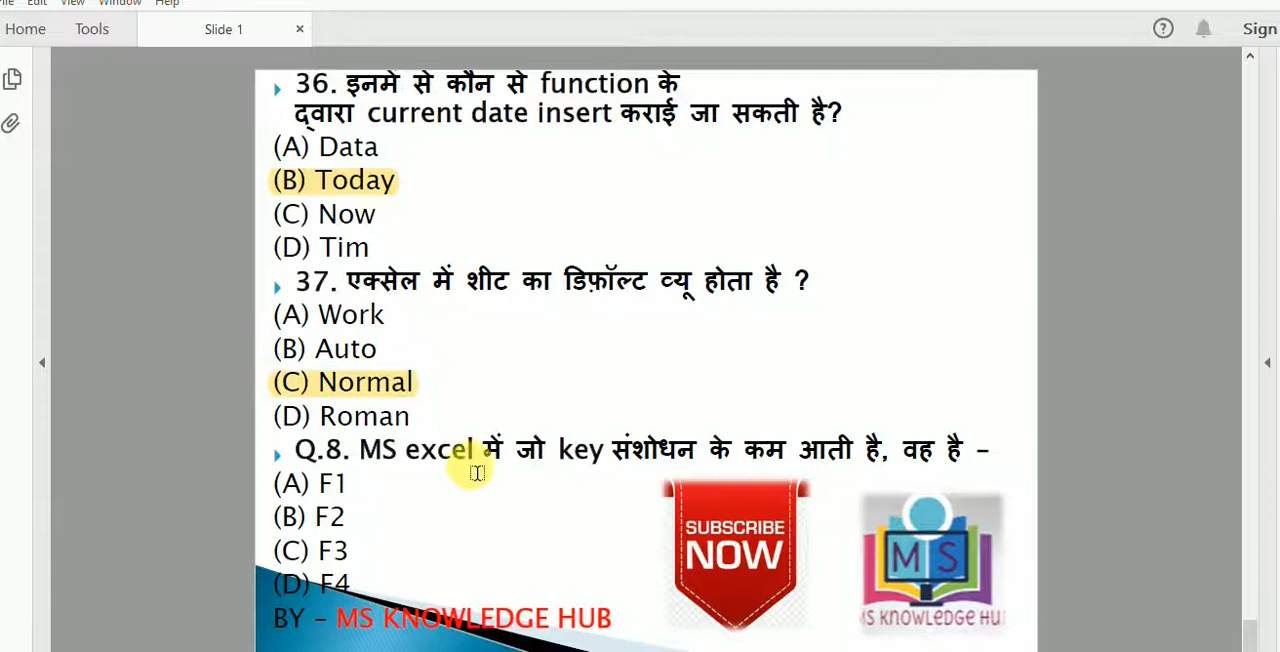 File Edit View Window Help
Home Tools Slide 1 × ? Sign
36. इनमे से कौन से function के
द्वारा current date insert कराई जा सकती है?
(A) Data
(B) Today
(C) Now
(D) Tim
37. एक्सेल में शीट का डिफ़ॉल्ट व्यू होता है ?
(A) Work
(B) Auto
(C) Normal
(D) Roman
Q.8. MS excel में जो key संशोधन के कम आती है, वह है –
(A) F1
(B) F2
(C) F3
(D) F4
BY – MS KNOWLEDGE HUB
SUBSCRIBE
NOW
M S
MS KNOWLEDGE HU